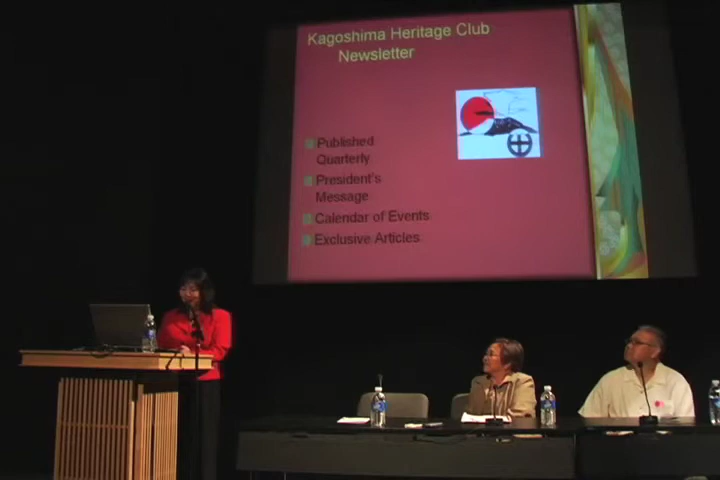 Kagoshima Heritage Club
Newsletter
Published
Quarterly
President's
Message
Calendar of Events
Exclusive Articles